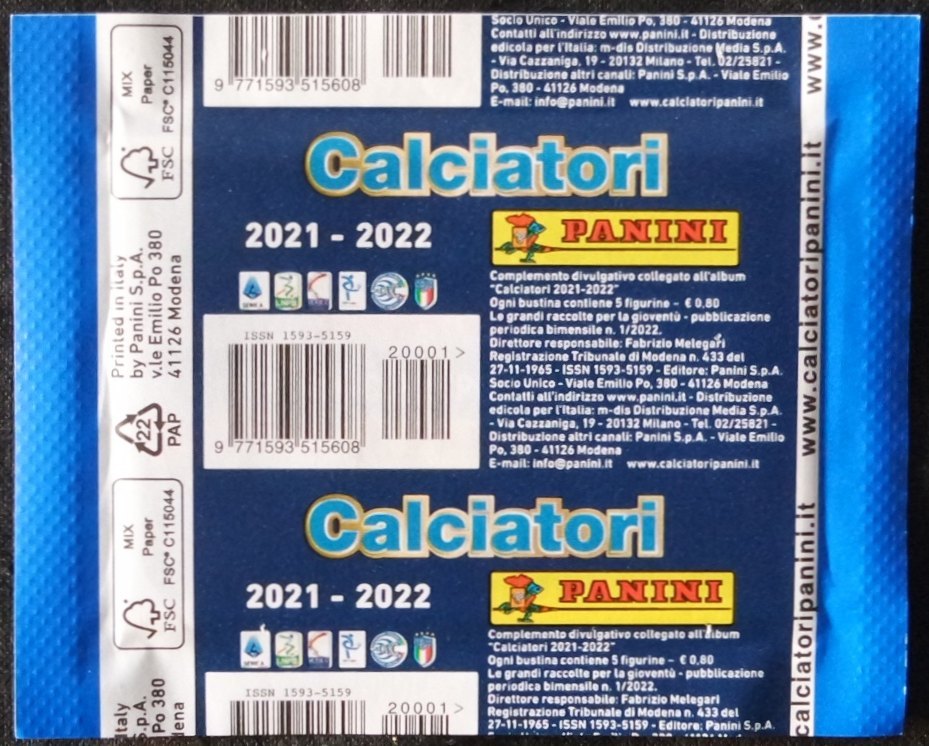 Socio Unico - Viale Emilio Po, 380 - 41126 Modena
Contatti all'indirizzo www.panini.it - Distribuzione
edicola per l'Italia: m-dis Distribuzione Media S.p.A.
- Via Cazzaniga, 19 - 20132 Milano - Tel. 02/25821 -
Distribuzione altri canali: Panini S.p.A. - Viale Emilio
Po, 380 - 41126 Modena
E-mail: info@panini.it www.calciatoripanini.it
9 771593 515608
MIX
Paper
FSC® C115044
FSC
Calciatori
2021 - 2022
PANINI
SERIE A
Complemento divulgativo collegato all'album
"Calciatori 2021-2022"
Ogni bustina contiene 5 figurine - € 0,80
Le grandi raccolte per la gioventù - pubblicazione
periodica bimensile n. 1/2022.
Direttore responsabile: Fabrizio Melegari
Registrazione Tribunale di Modena n. 433 del
27-11-1965 - ISSN 1593-5159 - Editore: Panini S.p.A.
Socio Unico - Viale Emilio Po, 380 - 41126 Modena
Contatti all'indirizzo www.panini.it - Distribuzione
edicola per l'Italia: m-dis Distribuzione Media S.p.A.
- Via Cazzaniga, 19 - 20132 Milano - Tel. 02/25821 -
Distribuzione altri canali: Panini S.p.A. - Viale Emilio
Po, 380 - 41126 Modena
E-mail: info@panini.it www.calciatoripanini.it
ISSN 1593-5159
20001>
9 771593 515608
Printed in italy
by Panini S.p.A.
v.le Emilio Po 380
41126 Modena
22
PAP
www.
www.calciatoripanini.it
MIX
Paper
FSC® C115044
FSC
Calciatori
2021 - 2022
PANINI
SERIE A
Complemento divulgativo collegato all'album
"Calciatori 2021-2022"
Ogni bustina contiene 5 figurine - € 0,80
Le grandi raccolte per la gioventù - pubblicazione
periodica bimensile n. 1/2022.
Direttore responsabile: Fabrizio Melegari
Registrazione Tribunale di Modena n. 433 del
27-11-1965 - ISSN 1593-5159 - Editore: Panini S.p.A.
ISSN 1593-5159
20001>
italy
S.p.A.
Po 380
dena
calciatoripanini.it